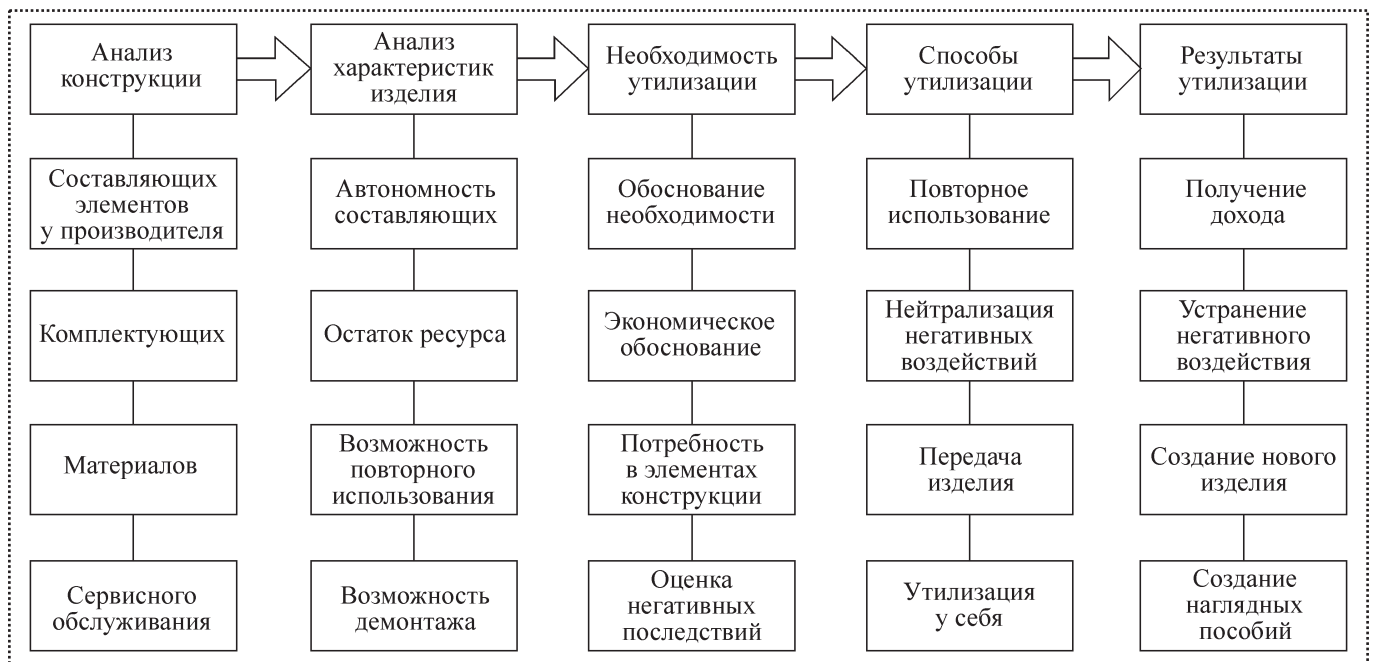 Анализ
конструкции
Анализ
характеристик
изделия
Необходимость
утилизации
Способы
утилизации
Результаты
утилизации
Составляющих
элементов
у производителя
Автономность
составляющих
Обоснование
необходимости
Повторное
использование
Получение
дохода
Комплектующих
Остаток ресурса
Экономическое
обоснование
Нейтрализация
негативных
воздействий
Устранение
негативного
воздействия
Материалов
Возможность
повторного
использования
Потребность
в элементах
конструкции
Передача
изделия
Создание нового
изделия
Сервисного
обслуживания
Возможность
демонтажа
Оценка
негативных
последствий
Утилизация
у себя
Создание
наглядных
пособий